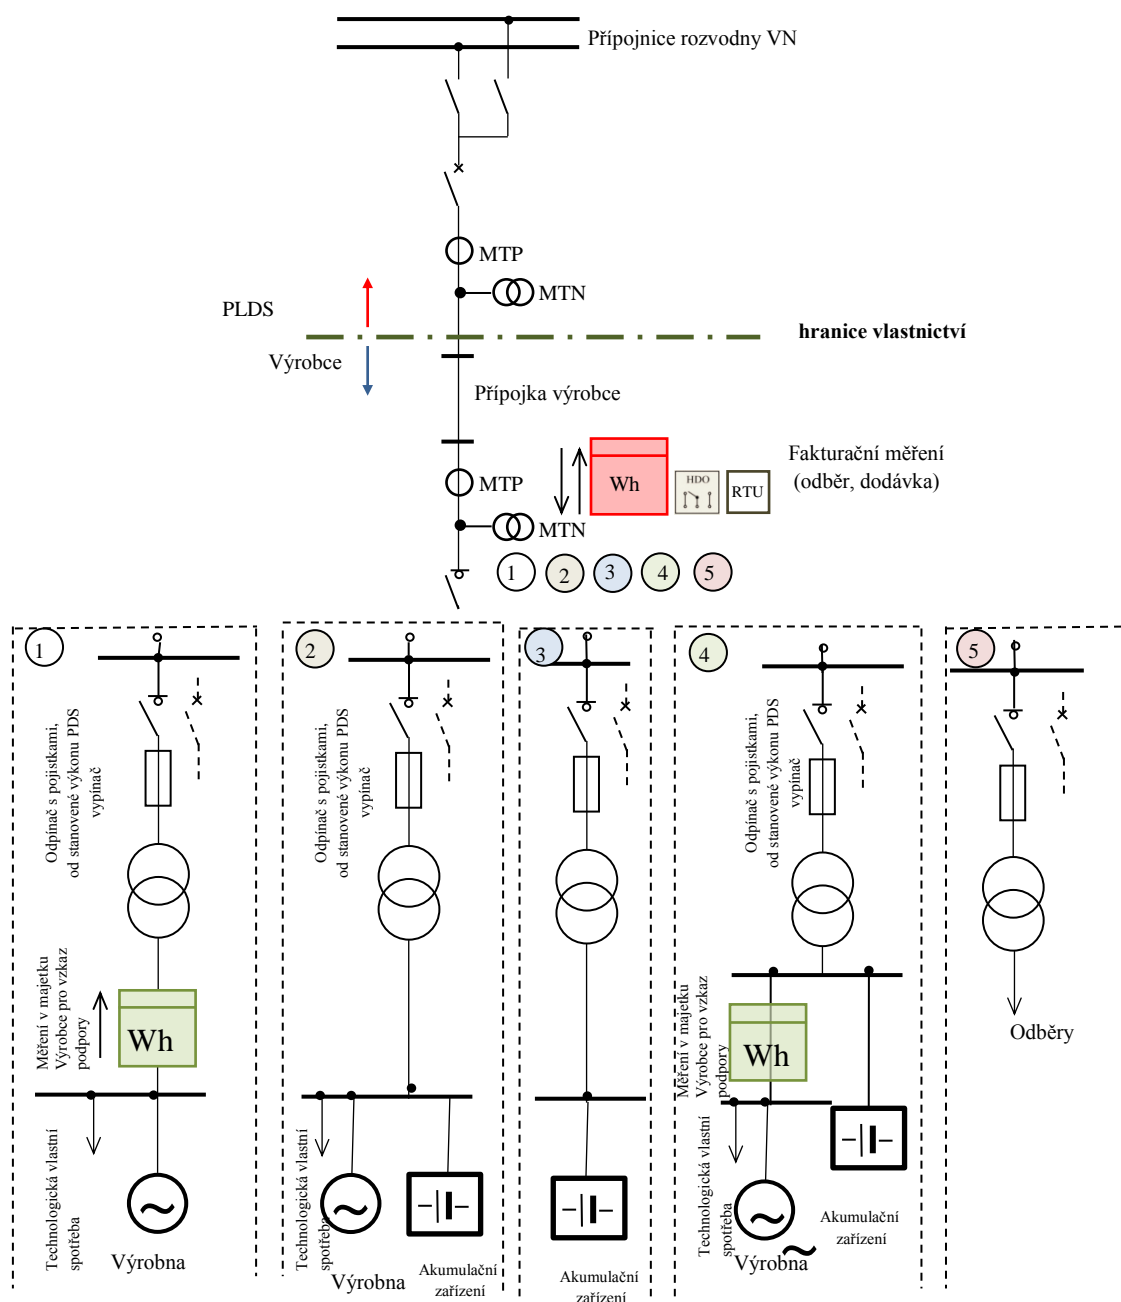 Přípojnice rozvodny VN
MTP
MTN
PLDS
hranice vlastnictví
Výrobce
Přípojka výrobce
Fakturační měření
(odběr, dodávka)
MTP
Wh
HDO
RTU
MTN
1
2
3
4
5
1
Odpínač s pojistkami,
od stanovené výkonu PDS
vypínač
Měření v majetku
Výrobce pro vzkaz
podpory
Wh
Technologická vlastní
spotřeba
Výrobna
2
Odpínač s pojistkami,
od stanovené výkonu PDS
vypínač
Technologická vlastní
spotřeba
Výrobna
Akumulační
zařízení
3
Akumulační
zařízení
4
Odpínač s pojistkami,
od stanovené výkonu PDS
vypínač
Měření v majetku
Výrobce pro vzkaz
podpory
Wh
Technologická vlastní
spotřeba
Výrobna
Akumulační
zařízení
5
Odběry